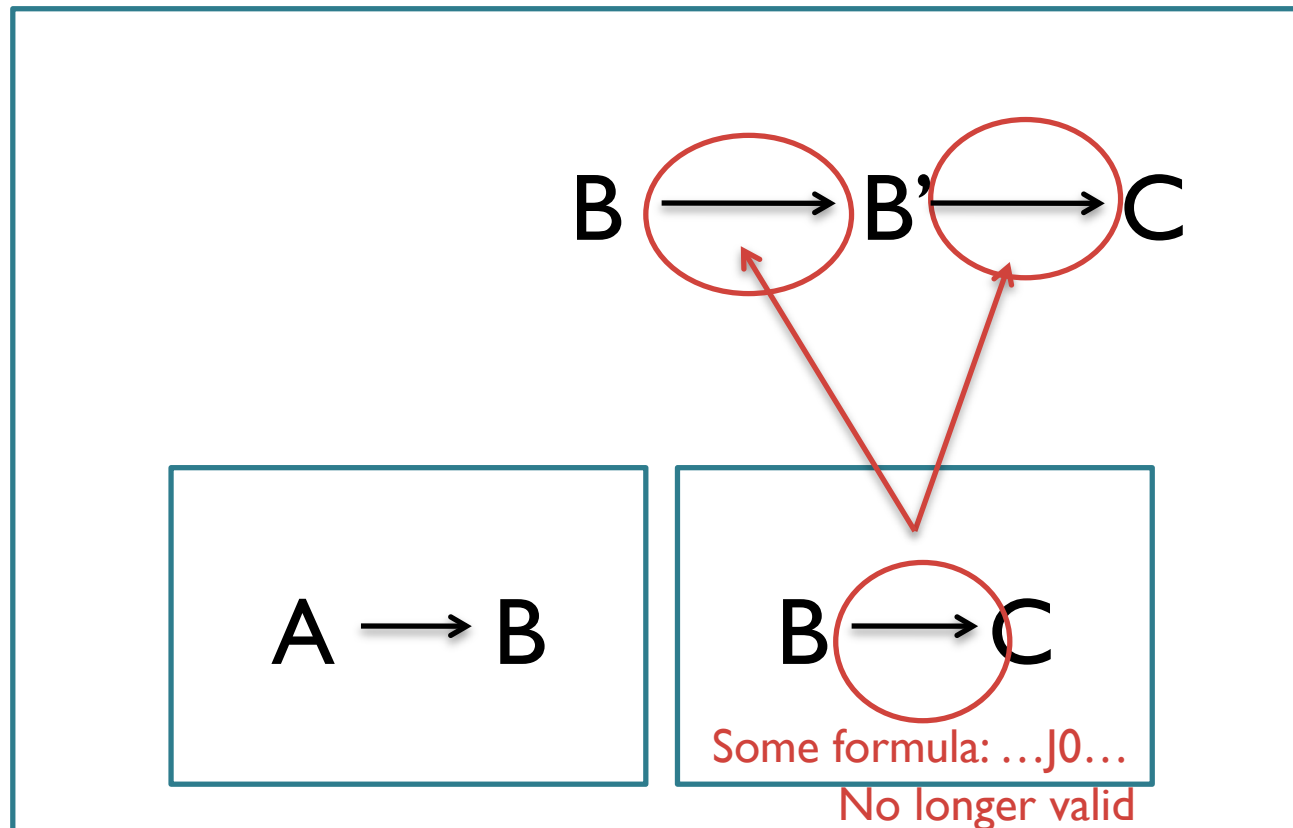 B B’ C
A B
B C
Some formula: …J0…
No longer valid